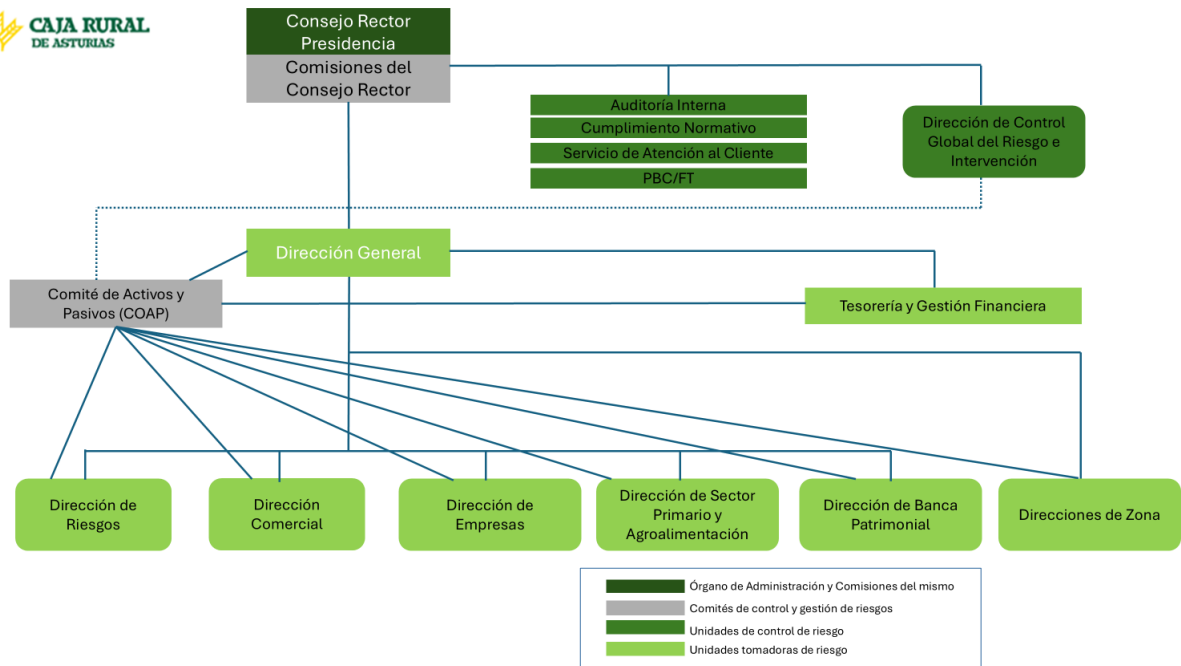 CAJA RURAL
DE ASTURIAS
Consejo Rector
Presidencia
Comisiones del
Consejo Rector
Auditoría Interna
Cumplimiento Normativo
Servicio de Atención al Cliente
PBC/FT
Dirección de Control
Global del Riesgo e
Intervención
Dirección General
Comité de Activos y
Pasivos (COAP)
Tesorería y Gestión Financiera
Dirección de
Riesgos
Dirección
Comercial
Dirección de
Empresas
Dirección de Sector
Primario y
Agroalimentación
Dirección de Banca
Patrimonial
Direcciones de Zona
Órgano de Administración y Comisiones del mismo
Comités de control y gestión de riesgos
Unidades de control de riesgo
Unidades tomadoras de riesgo